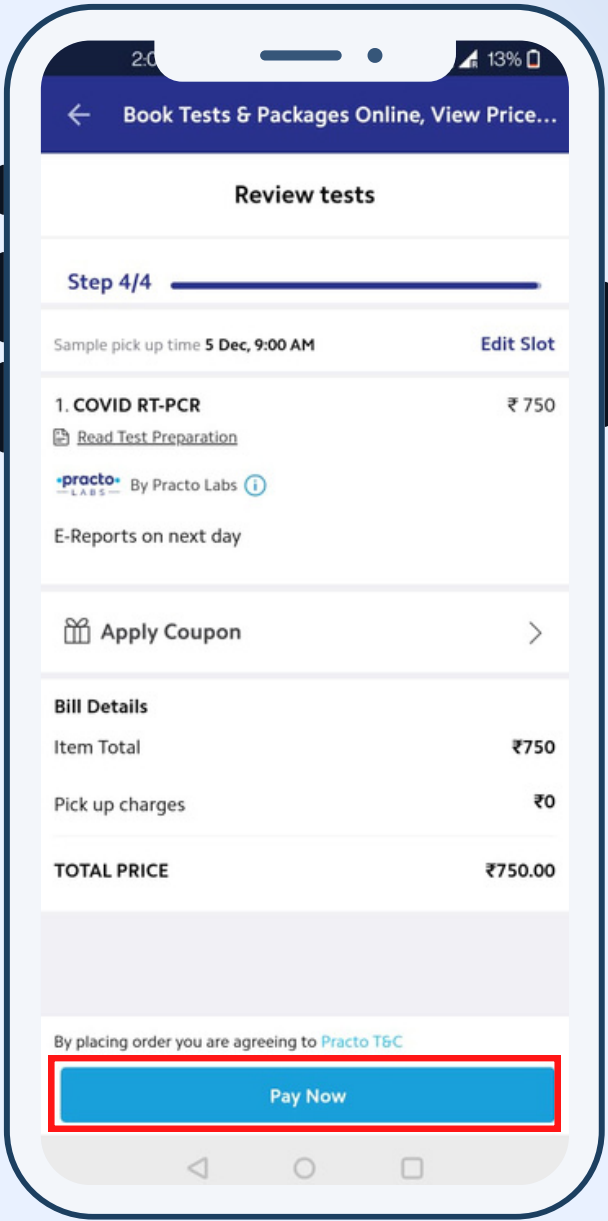 2:0 13%
Book Tests & Packages Online, View Price...
Review tests
Step 4/4
Sample pick up time 5 Dec, 9:00 AM Edit Slot
1. COVID RT-PCR ₹ 750
Read Test Preparation
practo LABS By Practo Labs
E-Reports on next day
Apply Coupon
Bill Details
Item Total ₹750
Pick up charges ₹0
TOTAL PRICE ₹750.00
By placing order you are agreeing to Practo T&C
Pay Now